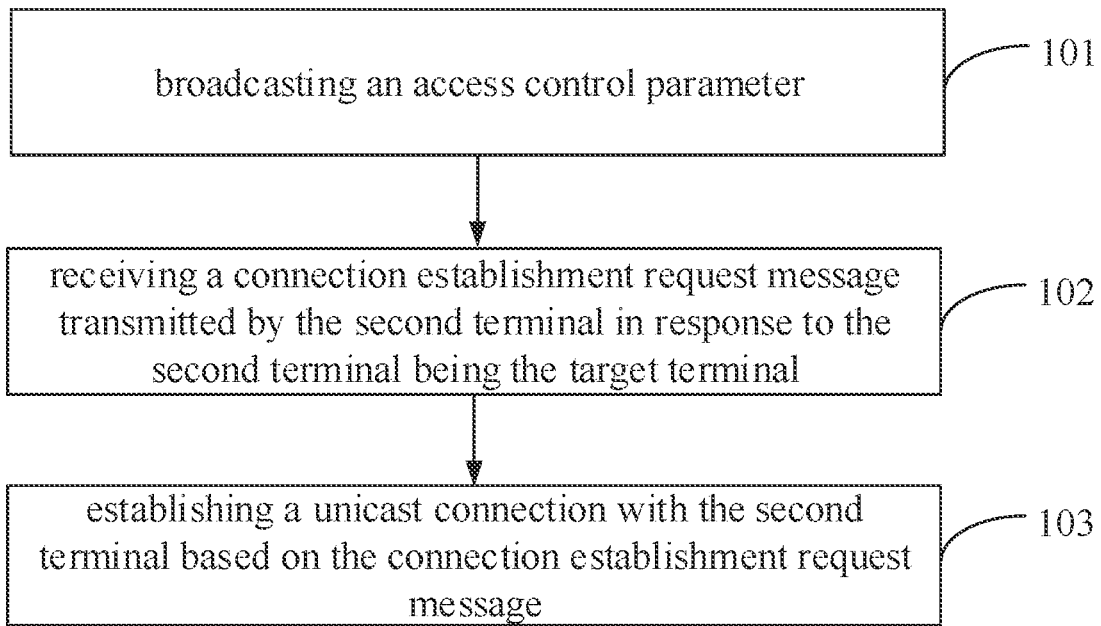 broadcasting an access control parameter
101
receiving a connection establishment request message
transmitted by the second terminal in response to the
second terminal being the target terminal
102
establishing a unicast connection with the second
terminal based on the connection establishment request
message
103